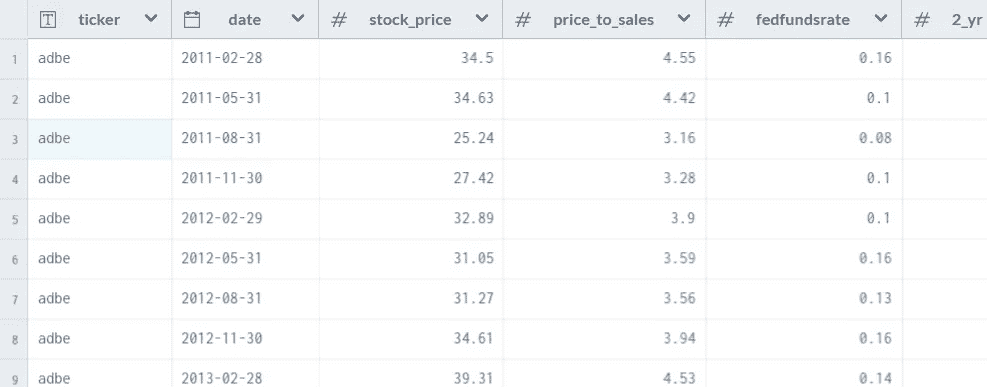 T ticker date # stock_price # price_to_sales # fedfundsrate # 2_yr
1 adbe 2011-02-28 34.5 4.55 0.16
2 adbe 2011-05-31 34.63 4.42 0.1
3 adbe 2011-08-31 25.24 3.16 0.08
4 adbe 2011-11-30 27.42 3.28 0.1
5 adbe 2012-02-29 32.89 3.9 0.1
6 adbe 2012-05-31 31.05 3.59 0.16
7 adbe 2012-08-31 31.27 3.56 0.13
8 adbe 2012-11-30 34.61 3.94 0.16
9 adbe 2013-02-28 39.31 4.53 0.14